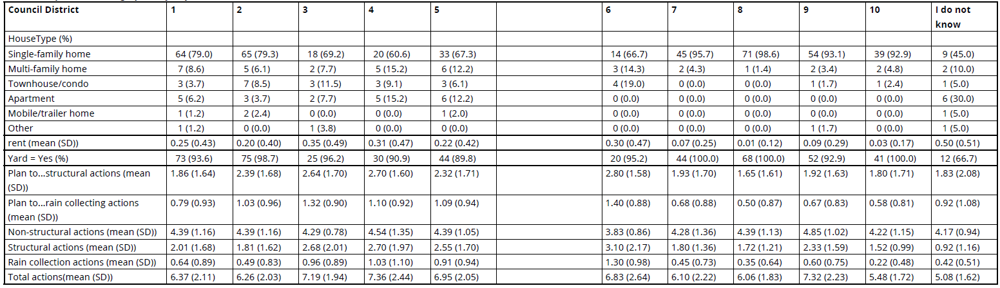 Council District 1 2 3 4 5 6 7 8 9 10 I do not
know
HouseType (%)
Single-family home 64 (79.0) 65 (79.3) 18 (69.2) 20 (60.6) 33 (67.3) 14 (66.7) 45 (95.7) 71 (98.6) 54 (93.1) 39 (92.9) 9 (45.0)
Multi-family home 7 (8.6) 5 (6.1) 2 (7.7) 5 (15.2) 6 (12.2) 3 (14.3) 2 (4.3) 1 (1.4) 2 (3.4) 2 (4.8) 2 (10.0)
Townhouse/condo 3 (3.7) 7 (8.5) 3 (11.5) 3 (9.1) 3 (6.1) 4 (19.0) 0 (0.0) 0 (0.0) 1 (1.7) 1 (2.4) 1 (5.0)
Apartment 5 (6.2) 3 (3.7) 2 (7.7) 5 (15.2) 6 (12.2) 0 (0.0) 0 (0.0) 0 (0.0) 0 (0.0) 0 (0.0) 6 (30.0)
Mobile/trailer home 1 (1.2) 2 (2.4) 0 (0.0) 0 (0.0) 1 (2.0) 0 (0.0) 0 (0.0) 0 (0.0) 0 (0.0) 0 (0.0) 1 (5.0)
Other 1 (1.2) 0 (0.0) 1 (3.8) 0 (0.0) 0 (0.0) 0 (0.0) 0 (0.0) 0 (0.0) 1 (1.7) 0 (0.0) 1 (5.0)
rent (mean (SD)) 0.25 (0.43) 0.20 (0.40) 0.35 (0.49) 0.31 (0.47) 0.22 (0.42) 0.30 (0.47) 0.07 (0.25) 0.01 (0.12) 0.09 (0.29) 0.03 (0.17) 0.50 (0.51)
Yard = Yes (%) 73 (93.6) 75 (98.7) 25 (96.2) 30 (90.9) 44 (89.8) 20 (95.2) 44 (100.0) 68 (100.0) 52 (92.9) 41 (100.0) 12 (66.7)
Plan to...structural actions (mean 1.86 (1.64) 2.39 (1.68) 2.64 (1.70) 2.70 (1.60) 2.32 (1.71) 2.80 (1.58) 1.93 (1.70) 1.65 (1.61) 1.92 (1.63) 1.80 (1.71) 1.83 (2.08)
(SD))
Plan to...rain collecting actions 0.79 (0.93) 1.03 (0.96) 1.32 (0.90) 1.10 (0.92) 1.09 (0.94) 1.40 (0.88) 0.68 (0.88) 0.50 (0.87) 0.67 (0.83) 0.58 (0.81) 0.92 (1.08)
(mean (SD))
Non-structural actions (mean (SD)) 4.39 (1.16) 4.39 (1.16) 4.29 (0.78) 4.54 (1.35) 4.39 (1.05) 3.83 (0.86) 4.28 (1.36) 4.39 (1.13) 4.85 (1.02) 4.22 (1.15) 4.17 (0.94)
Structural actions (mean (SD)) 2.01 (1.68) 1.81 (1.62) 2.68 (2.01) 2.70 (1.97) 2.55 (1.70) 3.10 (2.17) 1.80 (1.36) 1.72 (1.21) 2.33 (1.59) 1.52 (0.99) 0.92 (1.16)
Rain collection actions (mean (SD)) 0.64 (0.89) 0.49 (0.83) 0.96 (0.89) 1.03 (1.10) 0.91 (0.94) 1.30 (0.98) 0.45 (0.73) 0.35 (0.64) 0.60 (0.75) 0.22 (0.48) 0.42 (0.51)
Total actions(mean (SD)) 6.37 (2.11) 6.26 (2.03) 7.19 (1.94) 7.36 (2.44) 6.95 (2.05) 6.83 (2.64) 6.10 (2.22) 6.06 (1.83) 7.32 (2.23) 5.48 (1.72) 5.08 (1.62)